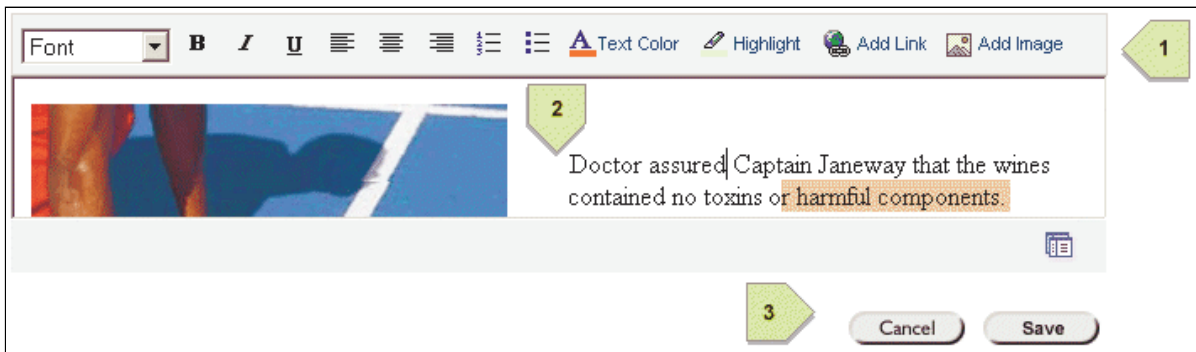 Font B I U Text Color Highlight Add Link Add Image
1
2
Doctor assured Captain Janeway that the wines
contained no toxins or harmful components.
3
Cancel Save